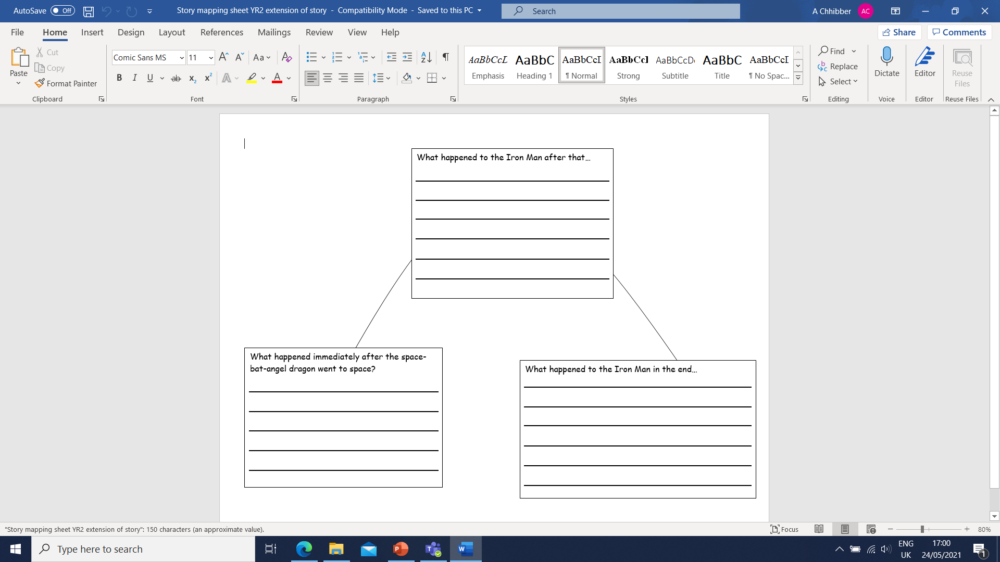 AutoSave Off Story mapping sheet YR2 extension of story - Compatibility Mode - Saved to this PC Search A Chhibber AC
File Home Insert Design Layout References Mailings Review View Help Share Comments
Paste
Cut
Copy
Format Painter
Clipboard
Comic Sans MS 11
Font
Paragraph
AaBbCcL AaBbC AaBbCcI AaBbCcI AaBbCcD AaBbC AaBbCcI
Emphasis Heading 1 ¶ Normal Strong Subtitle Title ¶ No Spac...
Styles
Find
Replace
Select
Editing
Dictate
Voice
Editor
Editor
Reuse
Files
Reuse Files
What happened to the Iron Man after that...
What happened immediately after the space-
bat-angel dragon went to space?
What happened to the Iron Man in the end...
"Story mapping sheet YR2 extension of story": 150 characters (an approximate value). Focus 80%
Type here to search
ENG
UK
17:00
24/05/2021
1